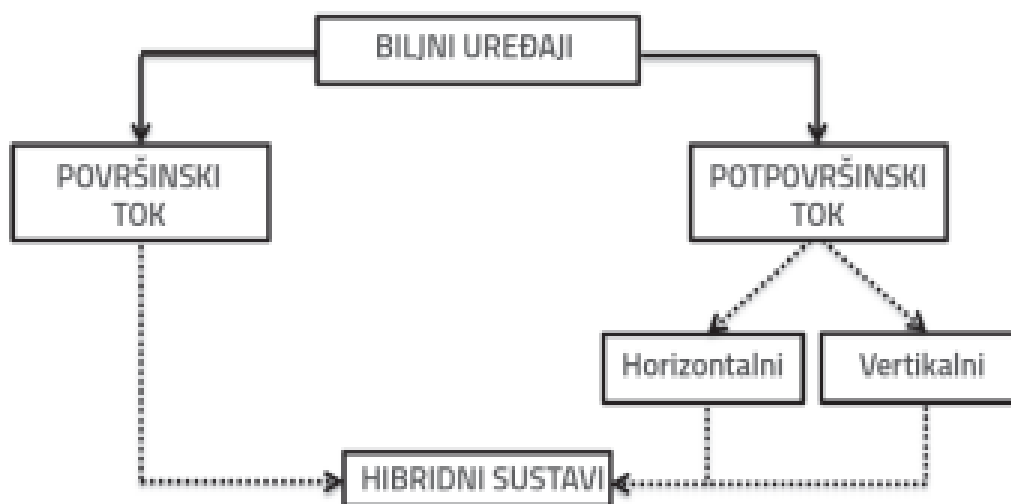 BILJNI UREĐAJI
POVRŠINSKI
TOK
POTPOVRŠINSKI
TOK
Horizontalni
Vertikalni
HIBRIDNI SUSTAVI